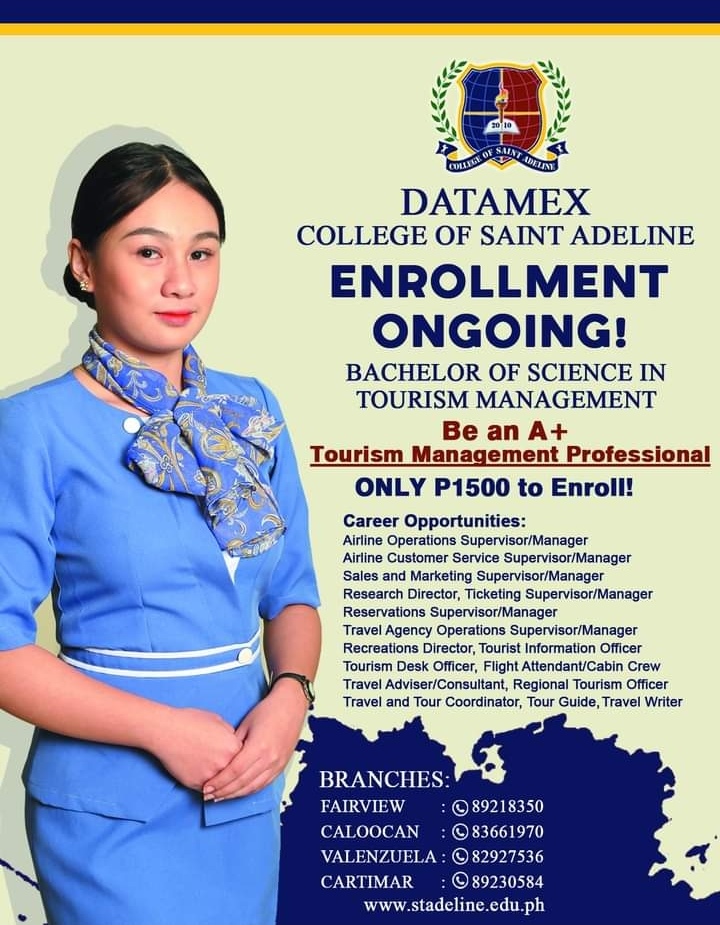 2010
COLLEGE OF SAINT ADELINE
DATAMEX
COLLEGE OF SAINT ADELINE
ENROLLMENT
ONGOING!
BACHELOR OF SCIENCE IN
TOURISM MANAGEMENT
Be an A+
Tourism Management Professional
ONLY P1500 to Enroll!
Career Opportunities:
Airline Operations Supervisor/Manager
Airline Customer Service Supervisor/Manager
Sales and Marketing Supervisor/Manager
Research Director, Ticketing Supervisor/Manager
Reservations Supervisor/Manager
Travel Agency Operations Supervisor/Manager
Recreations Director, Tourist Information Officer
Tourism Desk Officer, Flight Attendant/Cabin Crew
Travel Adviser/Consultant, Regional Tourism Officer
Travel and Tour Coordinator, Tour Guide, Travel Writer
BRANCHES:
FAIRVIEW : 89218350
CALOOCAN : 83661970
VALENZUELA : 82927536
CARTIMAR : 89230584
www.stadeline.edu.ph